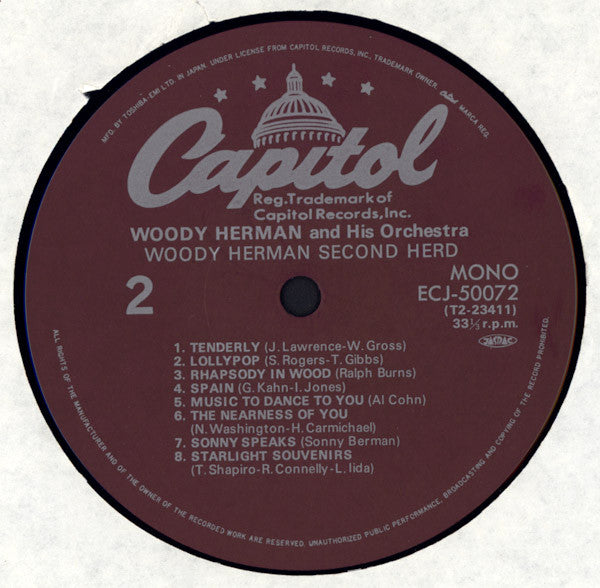 MFG. BY TOSHIBA-EMI LTD. IN JAPAN, UNDER LICENSE FROM CAPITOL RECORDS, INC., TRADEMARK OWNER. Capitol MARCA REG.
Capitol
Reg. Trademark of
Capitol Records, Inc.
WOODY HERMAN and His Orchestra
WOODY HERMAN SECOND HERD
2
MONO
ECJ-50072
(T2-23411)
33⅓ r.p.m.
JASRAC
1. TENDERLY (J. Lawrence-W. Gross)
2. LOLLYPOP (S. Rogers-T. Gibbs)
3. RHAPSODY IN WOOD (Ralph Burns)
4. SPAIN (G. Kahn-I. Jones)
5. MUSIC TO DANCE TO YOU (Al Cohn)
6 THE NEARNESS OF YOU
(N. Washington-H. Carmichael)
7. SONNY SPEAKS (Sonny Berman)
8 STARLIGHT SOUVENIRS
(T. Shapiro-R. Connelly-L. Iida)
ALL RIGHTS OF THE MANUFACTURER AND OF THE OWNER OF THE RECORDED WORK ARE RESERVED. UNAUTHORIZED PUBLIC PERFORMANCE, BROADCASTING AND COPYING OF THE RECORD PROHIBITED.